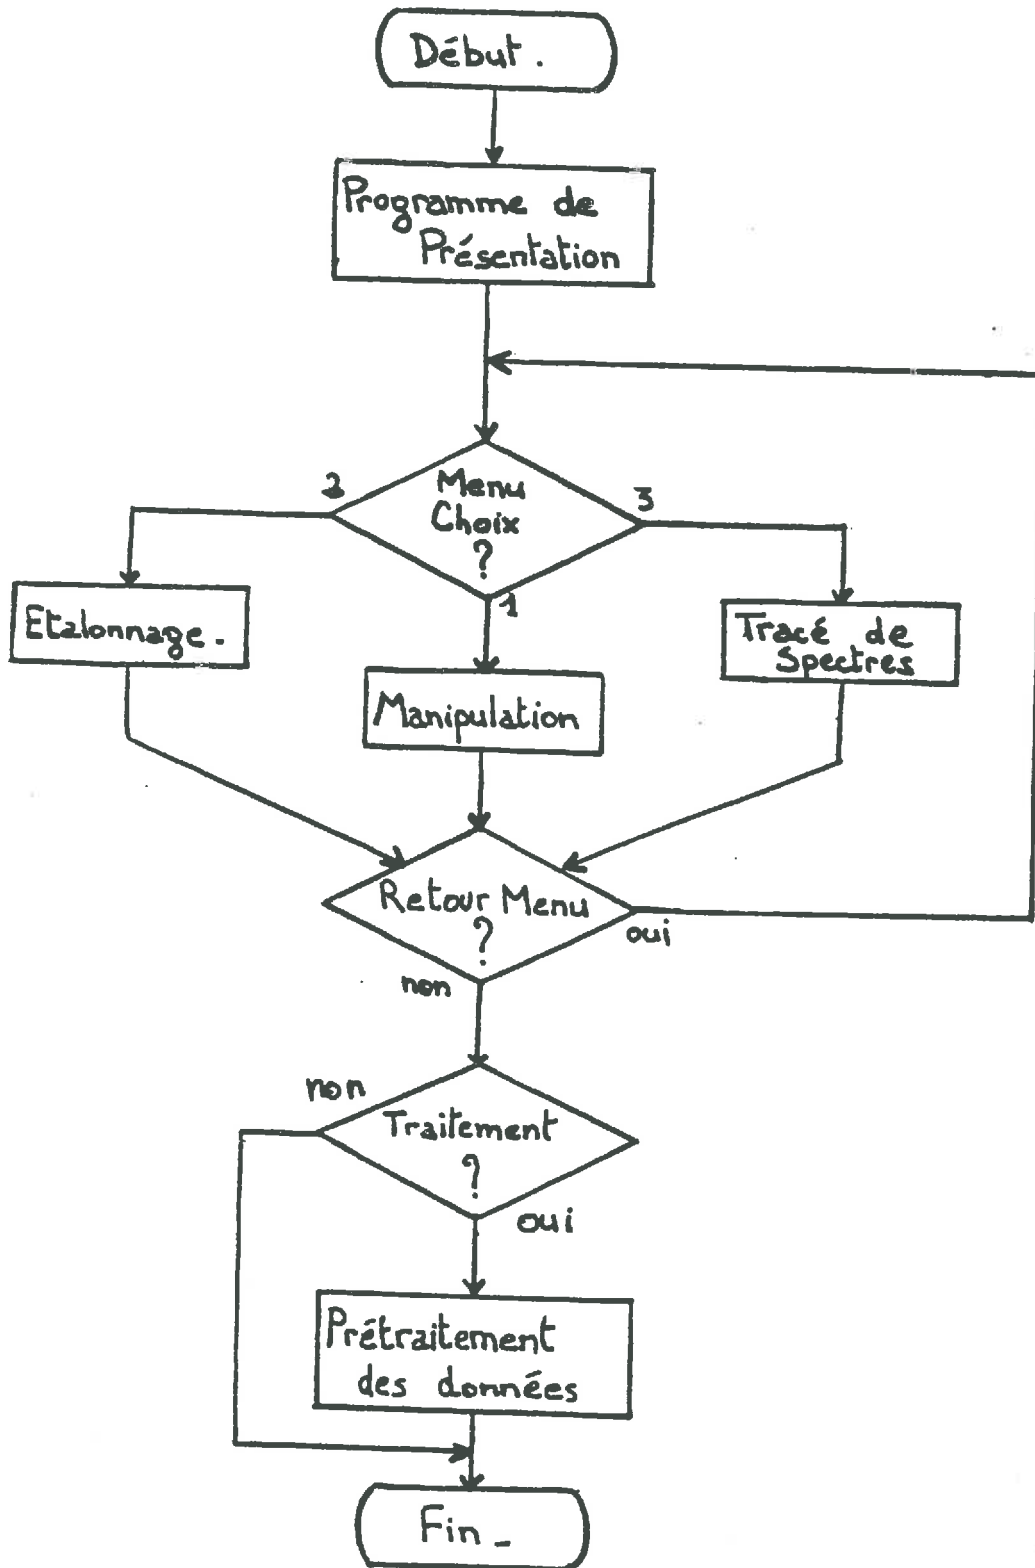 Début.
Programme de
Présentation
2
Menu
Choix
?
3
1
Etalonnage.
Manipulation
Tracé de
Spectres
Retour Menu
?
oui
non
non
Traitement
?
oui
Prétraitement
des données
Fin_